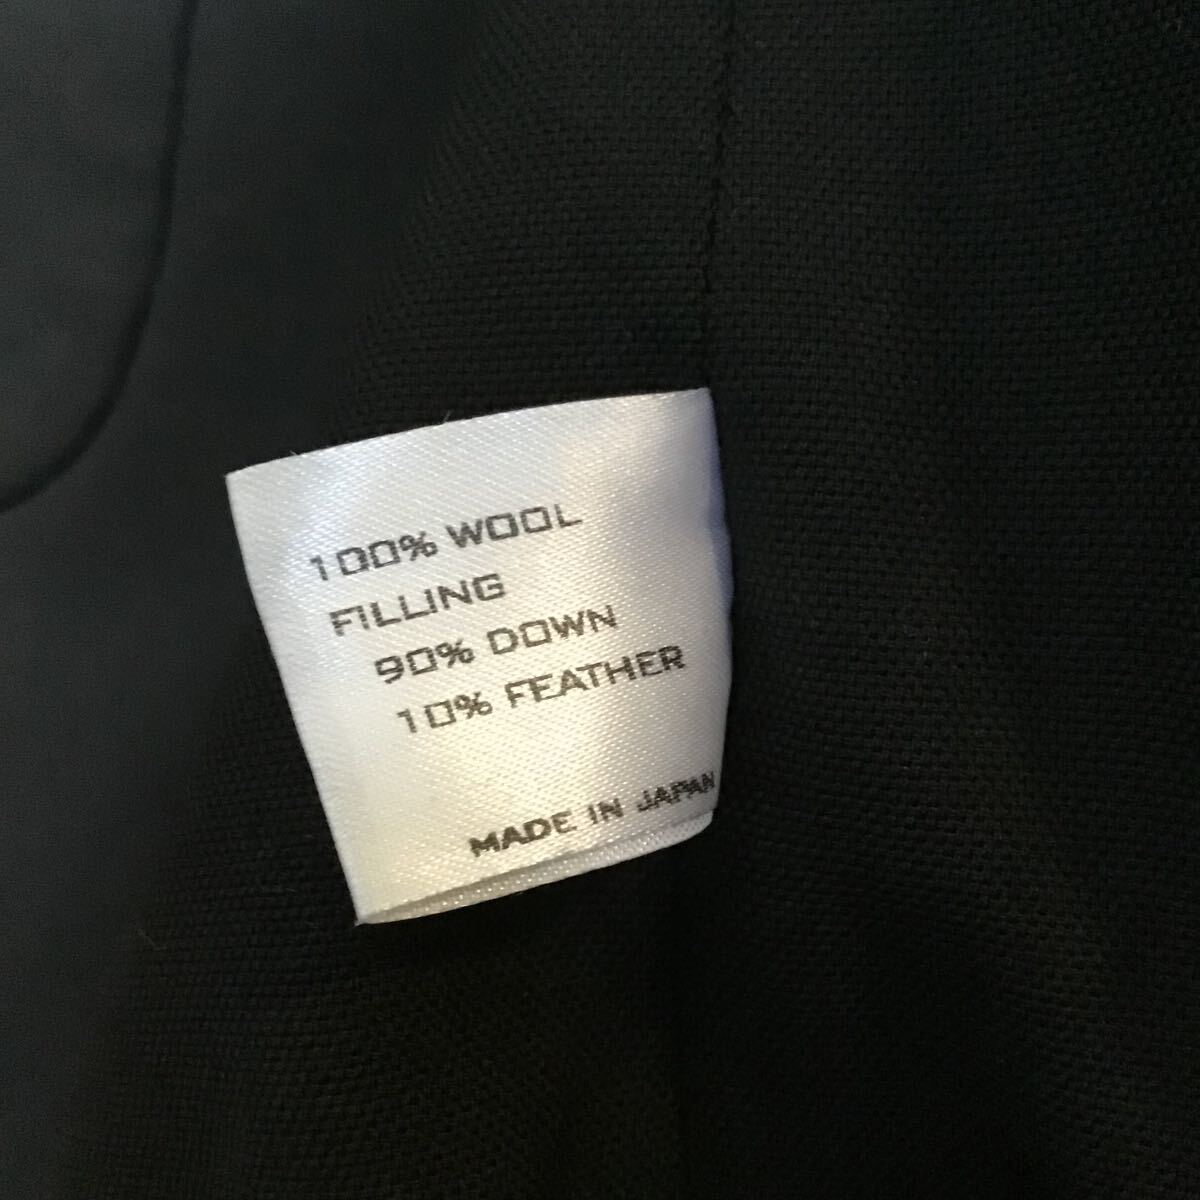 100% WOOL
FILLING
90% DOWN
10% FEATHER
MADE IN JAPAN